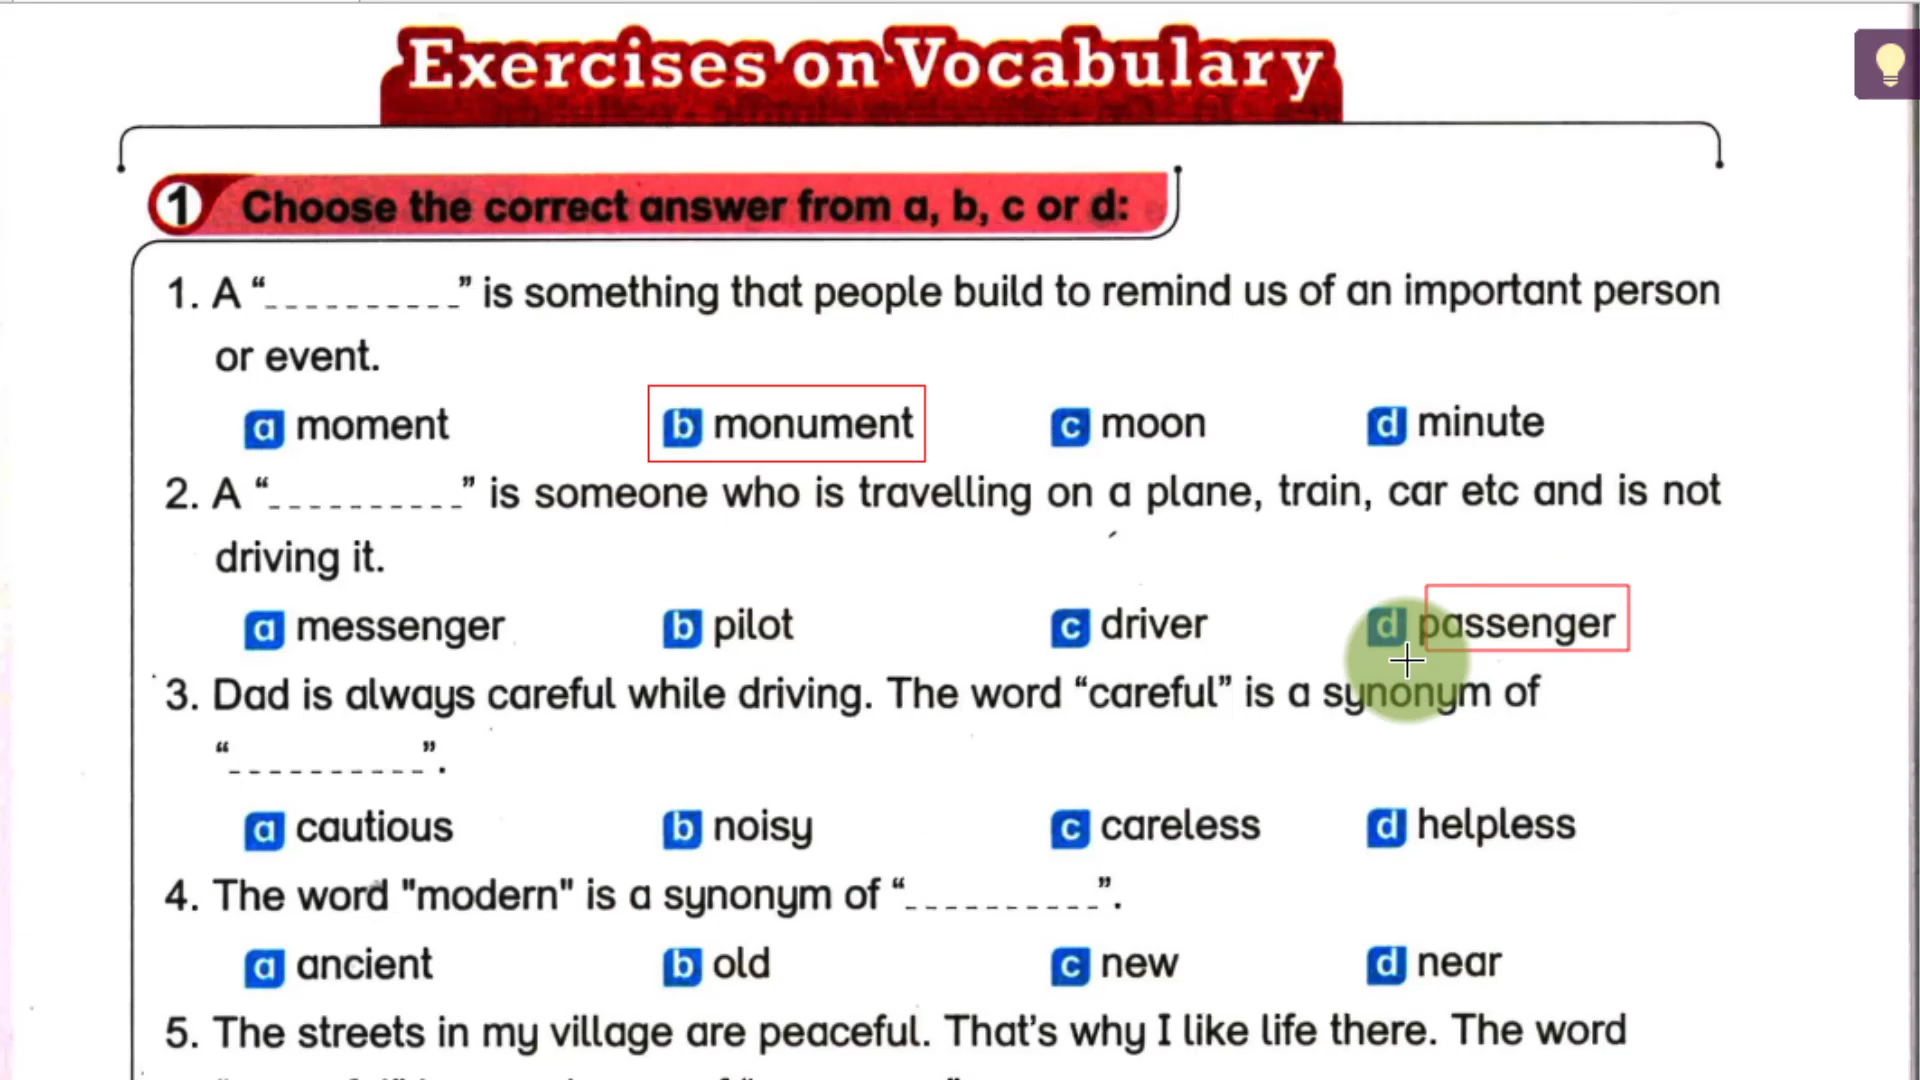 Exercises on Vocabulary
1 Choose the correct answer from a, b, c or d:
1. A “__________” is something that people build to remind us of an important person
or event.
a moment b monument c moon d minute
2. A “__________” is someone who is travelling on a plane, train, car etc and is not
driving it.
a messenger b pilot c driver d passenger
3. Dad is always careful while driving. The word “careful” is a synonym of
“__________”.
a cautious b noisy c careless d helpless
4. The word "modern" is a synonym of “__________”.
a ancient b old c new d near
5. The streets in my village are peaceful. That’s why I like life there. The word